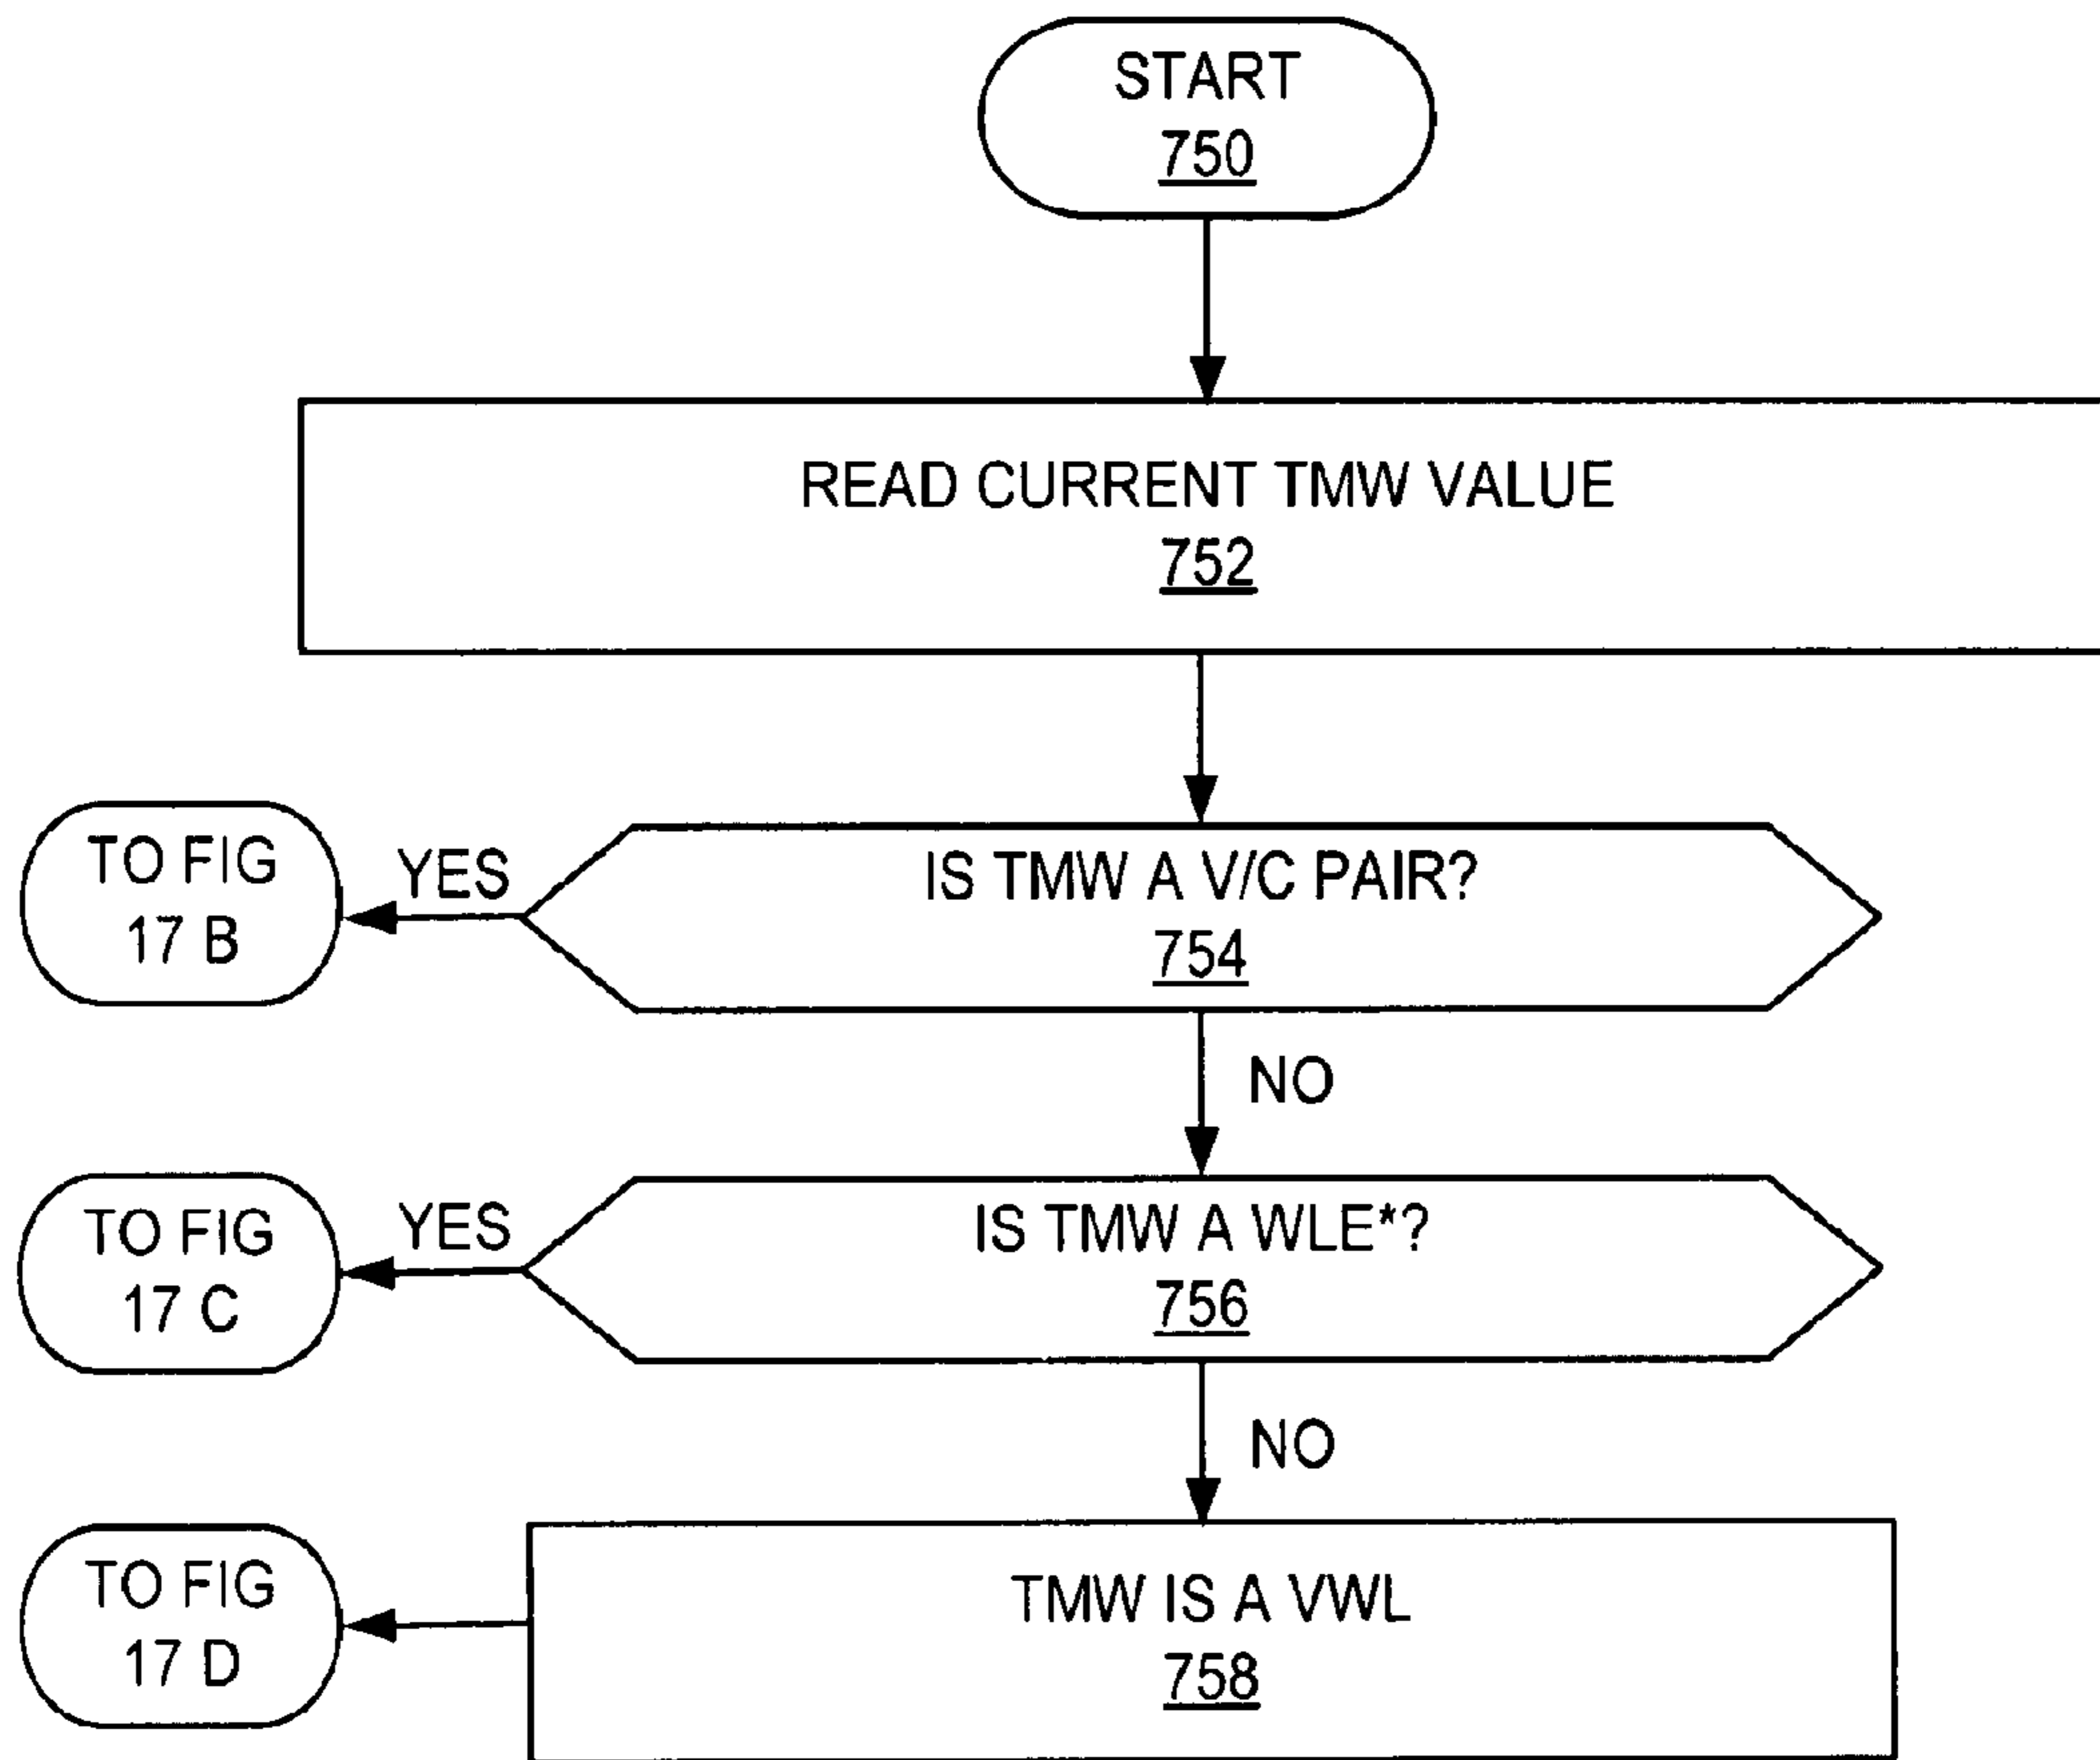 START
750
READ CURRENT TMW VALUE
752
TO FIG
17 B
YES
IS TMW A V/C PAIR?
754
NO
TO FIG
17 C
YES
IS TMW A WLE*?
756
NO
TO FIG
17 D
TMW IS A VWL
758